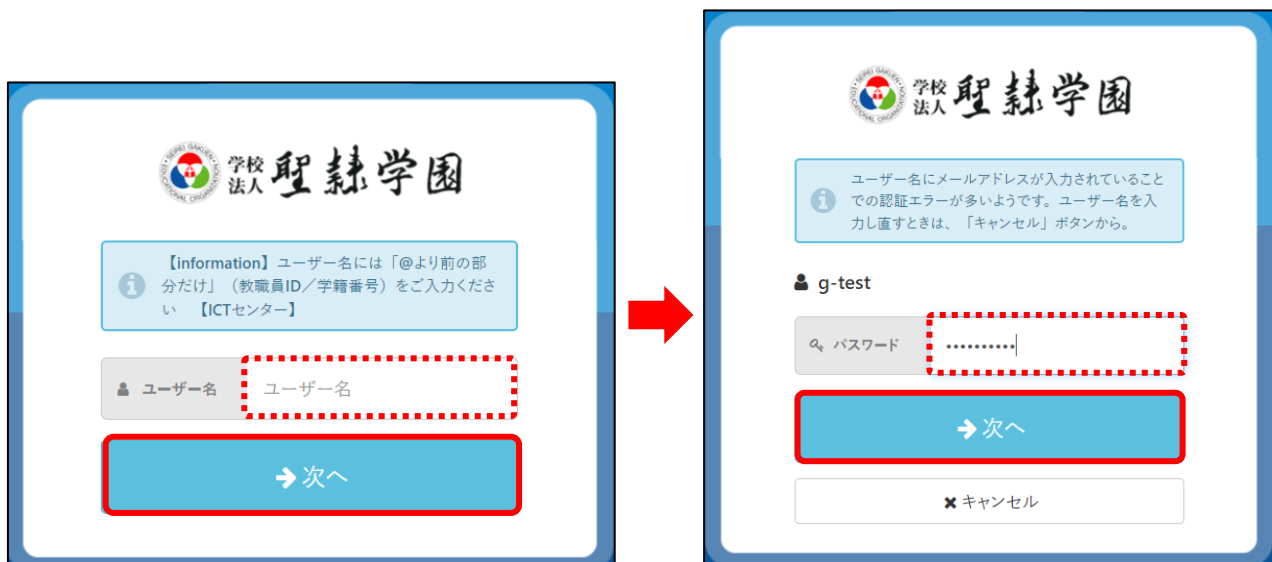 学校
法人 聖隷学園
【information】ユーザー名には「@より前の部
分だけ」（教職員ID／学籍番号）をご入力くださ
い　【ICTセンター】
ユーザー名 ユーザー名
次へ
学校
法人 聖隷学園
ユーザー名にメールアドレスが入力されていること
での認証エラーが多いようです。ユーザー名を入
力し直すときは、「キャンセル」ボタンから。
g-test
パスワード ••••••••••
次へ
キャンセル